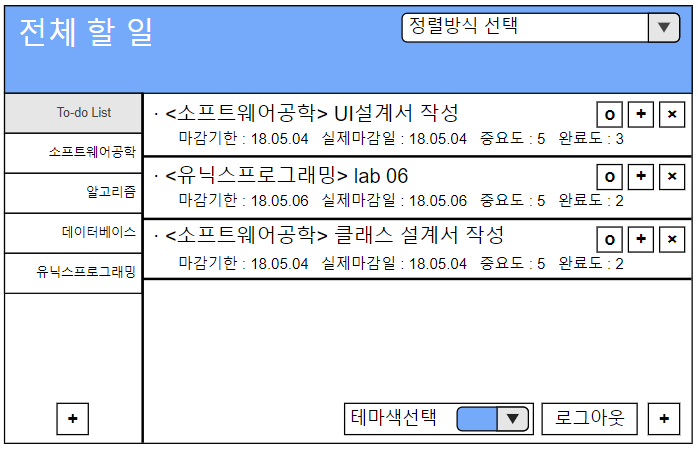 전체 할 일
정렬방식 선택
To-do List
소프트웨어공학
알고리즘
데이터베이스
유닉스프로그래밍
+
· <소프트웨어공학> UI설계서 작성
o + ×
마감기한 : 18.05.04 실제마감일 : 18.05.04 중요도 : 5 완료도 : 3
· <유닉스프로그래밍> lab 06
o + ×
마감기한 : 18.05.06 실제마감일 : 18.05.06 중요도 : 5 완료도 : 2
· <소프트웨어공학> 클래스 설계서 작성
o + ×
마감기한 : 18.05.04 실제마감일 : 18.05.04 중요도 : 5 완료도 : 2
테마색선택
로그아웃
+